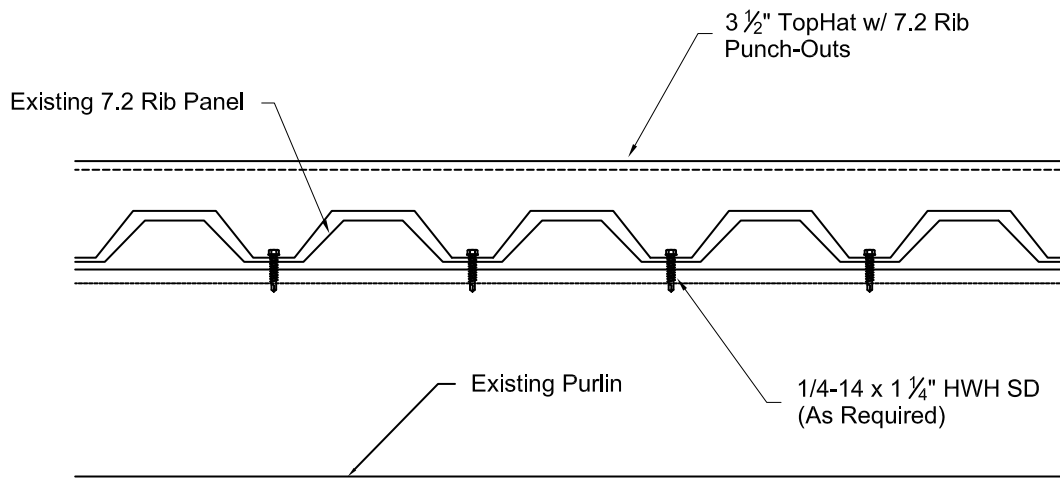 3 ½" TopHat w/ 7.2 Rib
Punch-Outs
Existing 7.2 Rib Panel
Existing Purlin
1/4-14 x 1 ¼" HWH SD
(As Required)